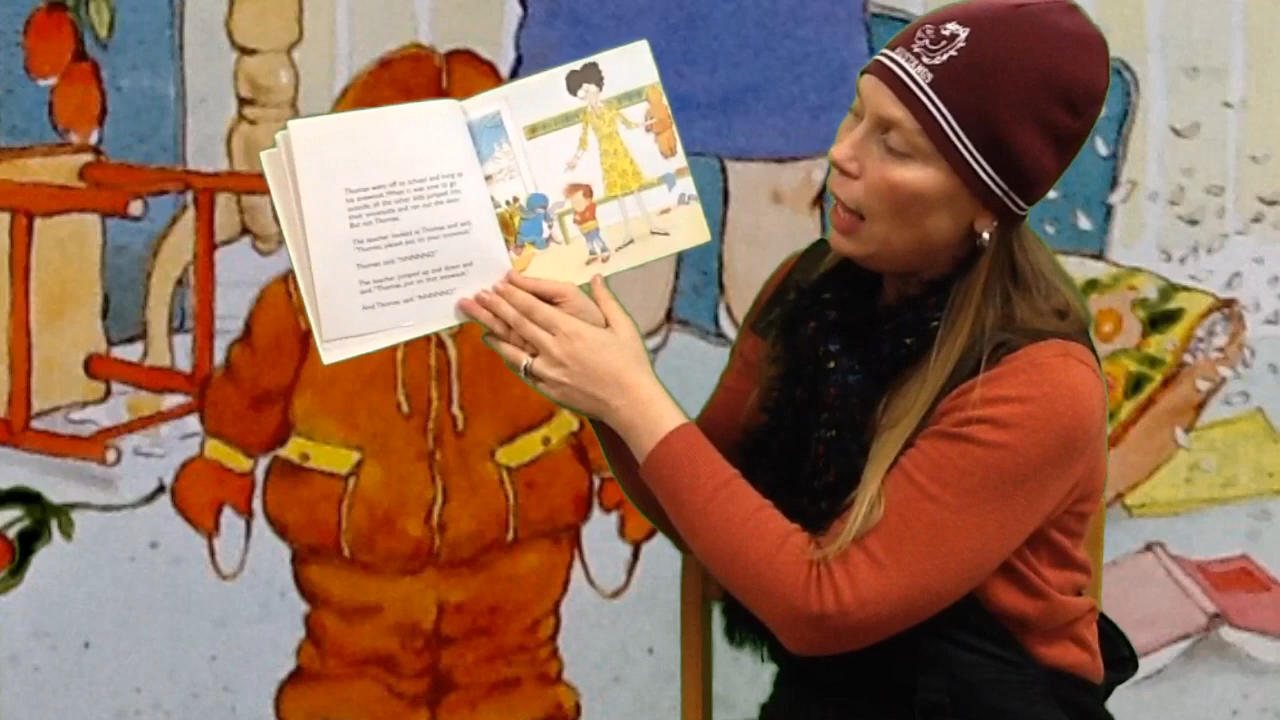 Thomas went off to school and hung up
his snowsuit. When it was time to go
outside, all the other kids jumped into
their snowsuits and ran out the door.
But not Thomas.
The teacher looked at Thomas and said,
"Thomas, please put on your snowsuit."
Thomas said, "NNNNNO."
The teacher jumped up and down and
said, "Thomas, put on that snowsuit."
And Thomas said, "NNNNNO."